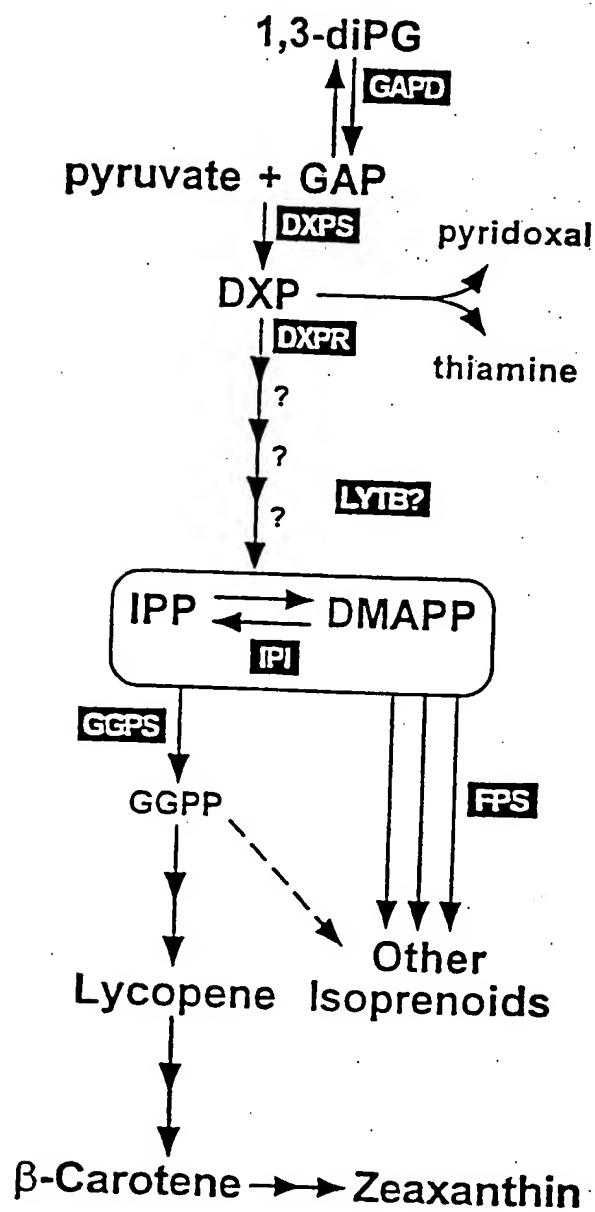 1,3-diPG
GAPD
pyruvate + GAP
DXPS
pyridoxal
DXP
DXPR
thiamine
?
?
LYTB?
?
IPP
DMAPP
IPI
GGPS
GGPP
FPS
Other
Lycopene Isoprenoids
β-Carotene
Zeaxanthin